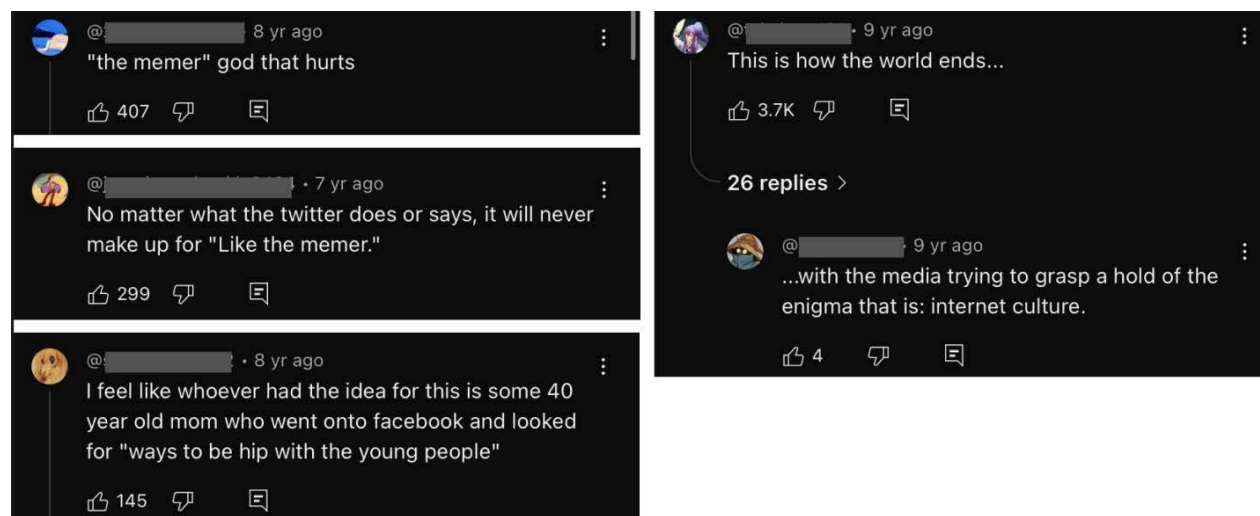 @ 8 yr ago
"the memer" god that hurts
407
@ • 7 yr ago
No matter what the twitter does or says, it will never
make up for "Like the memer."
299
@ • 8 yr ago
I feel like whoever had the idea for this is some 40
year old mom who went onto facebook and looked
for "ways to be hip with the young people"
145
@ • 9 yr ago
This is how the world ends...
3.7K
26 replies >
@ 9 yr ago
...with the media trying to grasp a hold of the
enigma that is: internet culture.
4